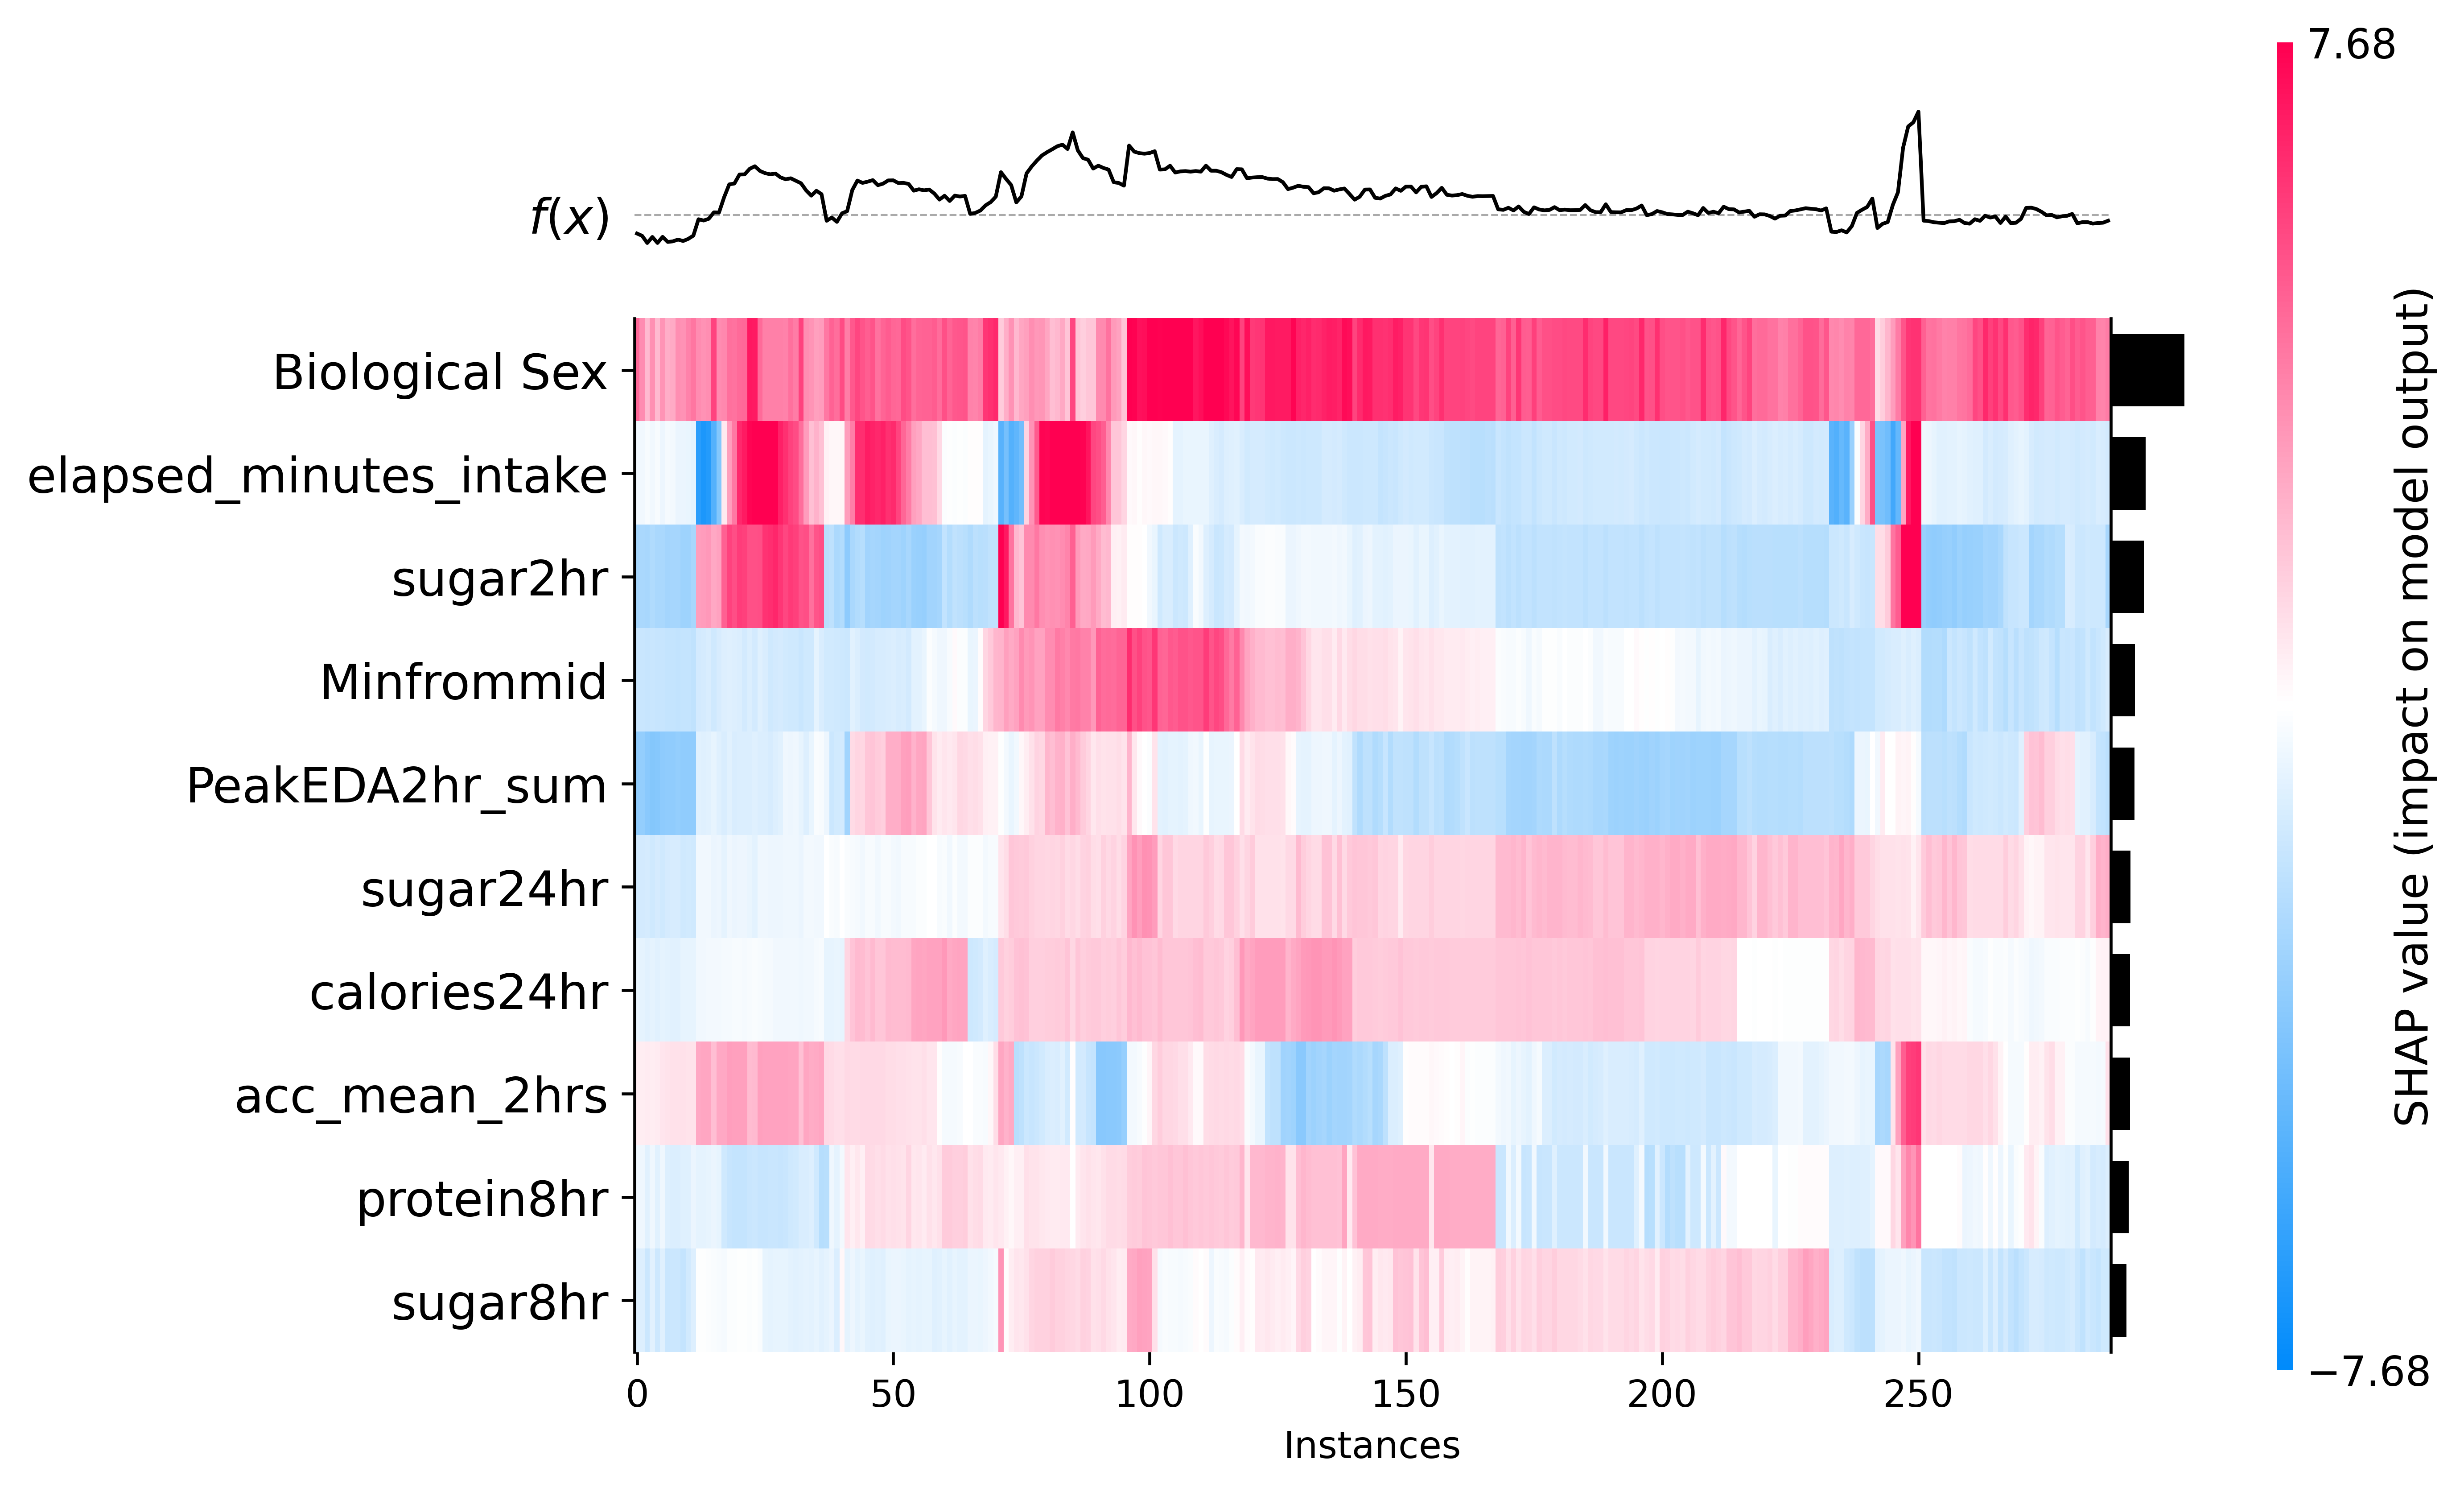 7.68
f(x)
Biological Sex
elapsed_minutes_intake
sugar2hr
Minfrommid
PeakEDA2hr_sum
sugar24hr
calories24hr
acc_mean_2hrs
protein8hr
sugar8hr
0 50 100 150 200 250
Instances
SHAP value (impact on model output)
−7.68